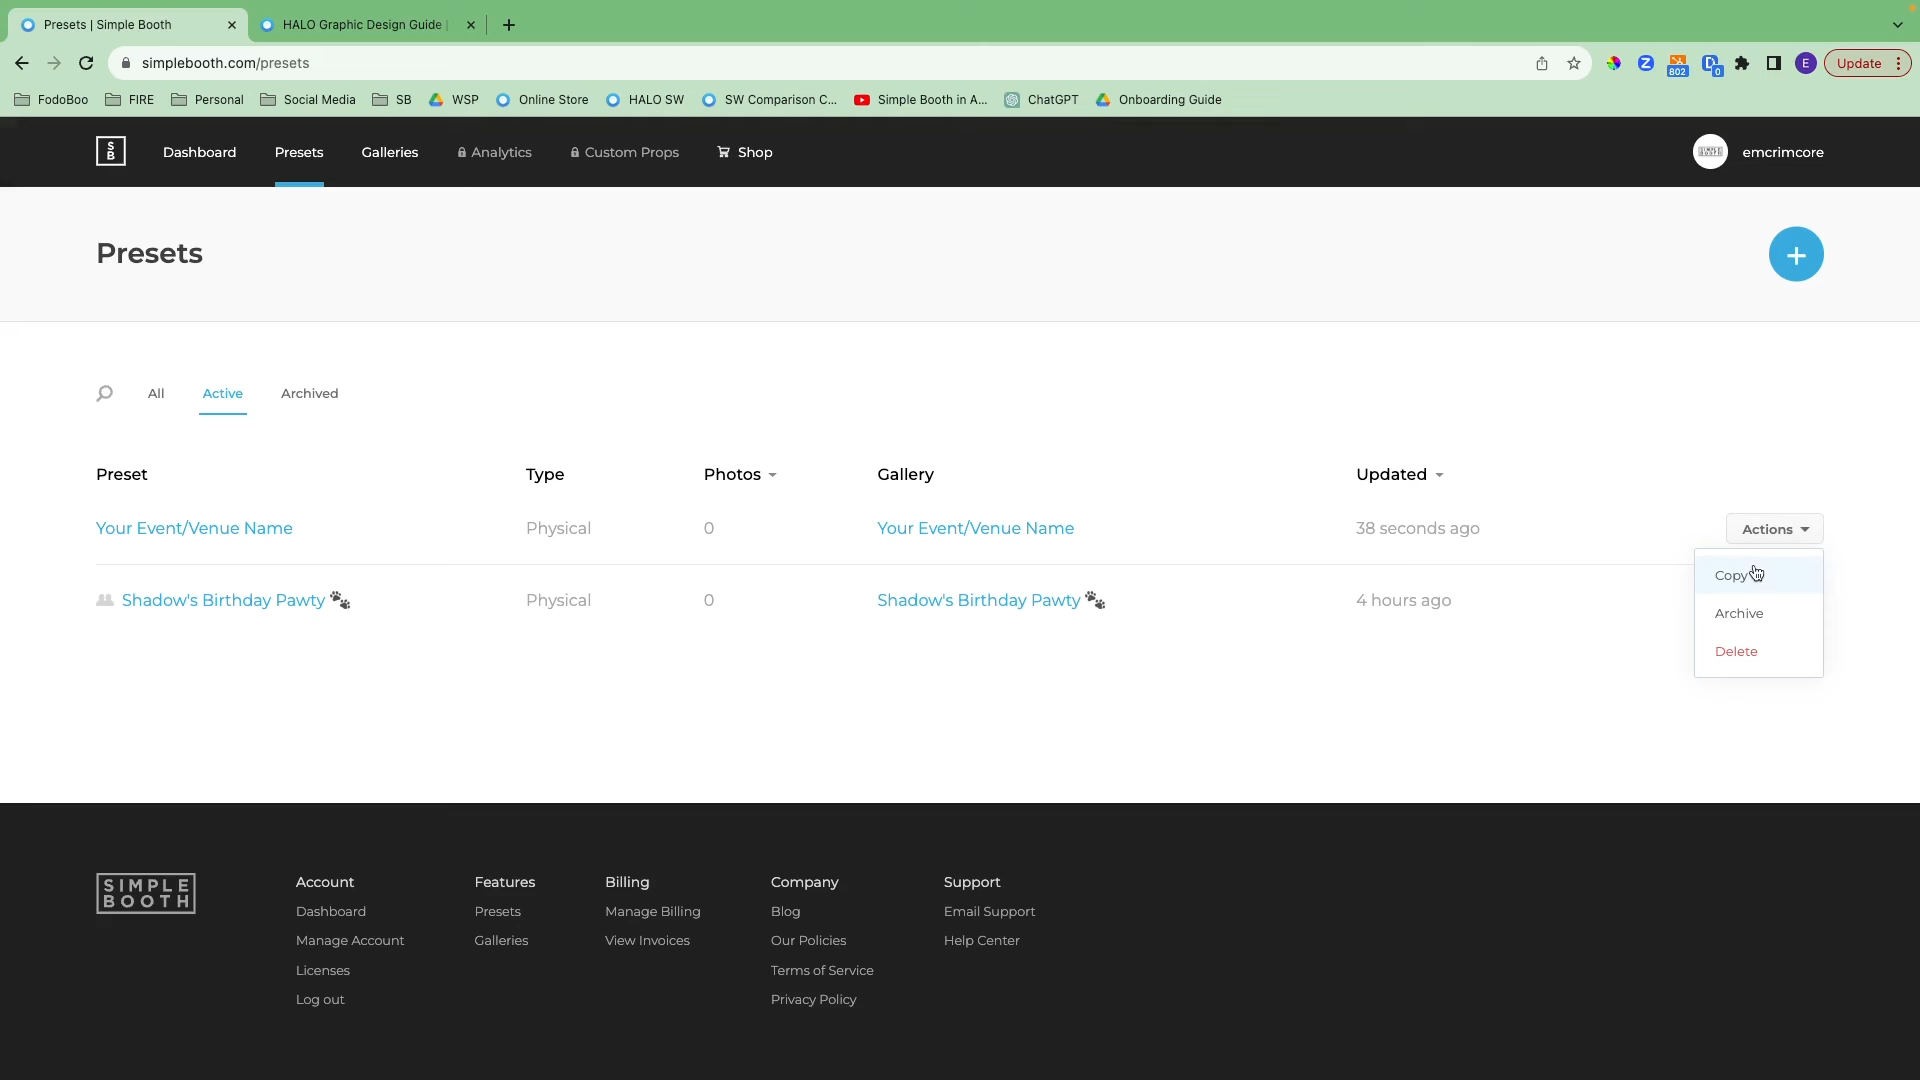 Presets | Simple Booth
HALO Graphic Design Guide |
simplebooth.com/presets
802
0
E
Update
FodoBoo
FIRE
Personal
Social Media
SB
WSP
Online Store
HALO SW
SW Comparison C...
Simple Booth in A...
ChatGPT
Onboarding Guide
S
B
Dashboard
Presets
Galleries
Analytics
Custom Props
Shop
SIMPLE
BOOTH
emcrimcore
Presets
All
Active
Archived
Preset
Type
Photos
Gallery
Updated
Your Event/Venue Name
Physical
0
Your Event/Venue Name
38 seconds ago
Actions
Shadow's Birthday Pawty
Physical
0
Shadow's Birthday Pawty
4 hours ago
Copy
Archive
Delete
SIMPLE
BOOTH
Account
Dashboard
Manage Account
Licenses
Log out
Features
Presets
Galleries
Billing
Manage Billing
View Invoices
Company
Blog
Our Policies
Terms of Service
Privacy Policy
Support
Email Support
Help Center